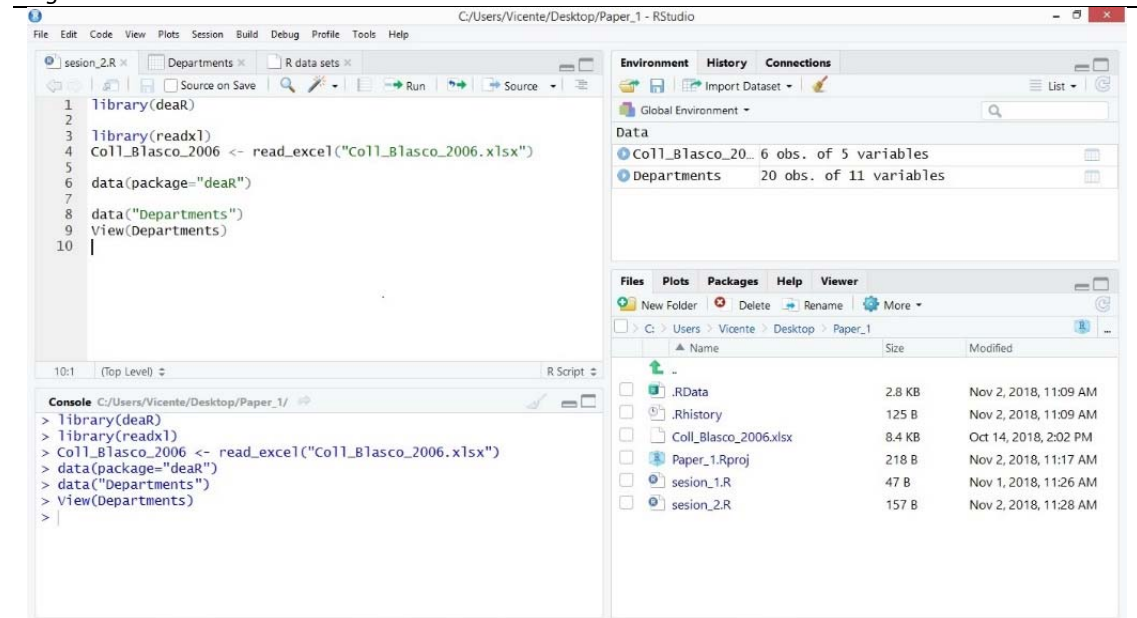 C:/Users/Vicente/Desktop/Paper_1 - RStudio
File Edit Code View Plots Session Build Debug Profile Tools Help
sesion_2.R Departments R data sets
Source on Save Run Source
1 library(deaR)
2
3 library(readxl)
4 Coll_Blasco_2006 <- read_excel("Coll_Blasco_2006.xlsx")
5
6 data(package="deaR")
7
8 data("Departments")
9 View(Departments)
10
10:1 (Top Level) R Script
Console C:/Users/Vicente/Desktop/Paper_1/
> library(deaR)
> library(readxl)
> Coll_Blasco_2006 <- read_excel("Coll_Blasco_2006.xlsx")
> data(package="deaR")
> data("Departments")
> View(Departments)
>
Environment History Connections
Import Dataset List
Global Environment
Data
Coll_Blasco_20… 6 obs. of 5 variables
Departments 20 obs. of 11 variables
Files Plots Packages Help Viewer
New Folder Delete Rename More
C: Users Vicente Desktop Paper_1
Name Size Modified
..
.RData 2.8 KB Nov 2, 2018, 11:09 AM
.Rhistory 125 B Nov 2, 2018, 11:09 AM
Coll_Blasco_2006.xlsx 8.4 KB Oct 14, 2018, 2:02 PM
Paper_1.Rproj 218 B Nov 2, 2018, 11:17 AM
sesion_1.R 47 B Nov 1, 2018, 11:26 AM
sesion_2.R 157 B Nov 2, 2018, 11:28 AM